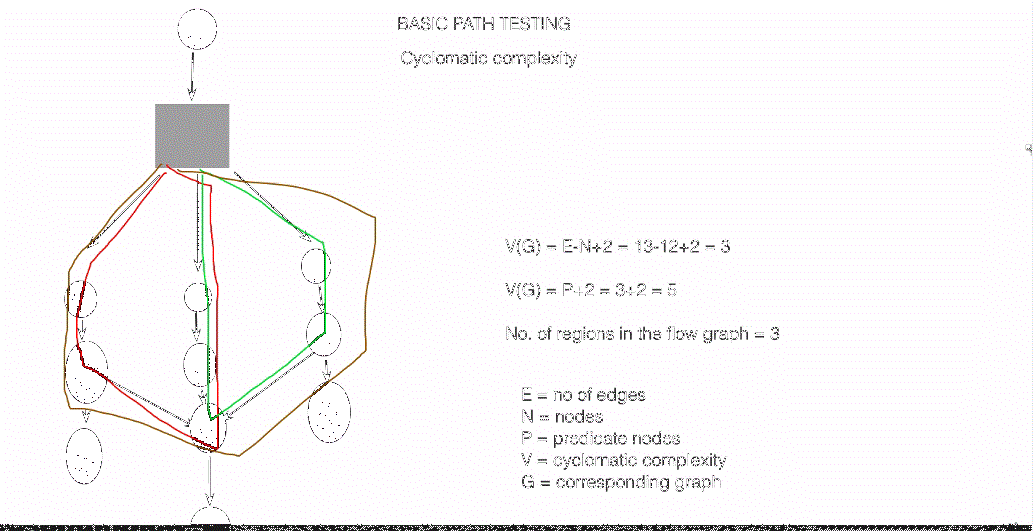 BASIC PATH TESTING
Cyclomatic complexity
V(G) = E-N+2 = 13-12+2 = 3
V(G) = P+2 = 3+2 = 5
No. of regions in the flow graph = 3
E = no of edges
N = nodes
P = predicate nodes
V = cyclomatic complexity
G = corresponding graph